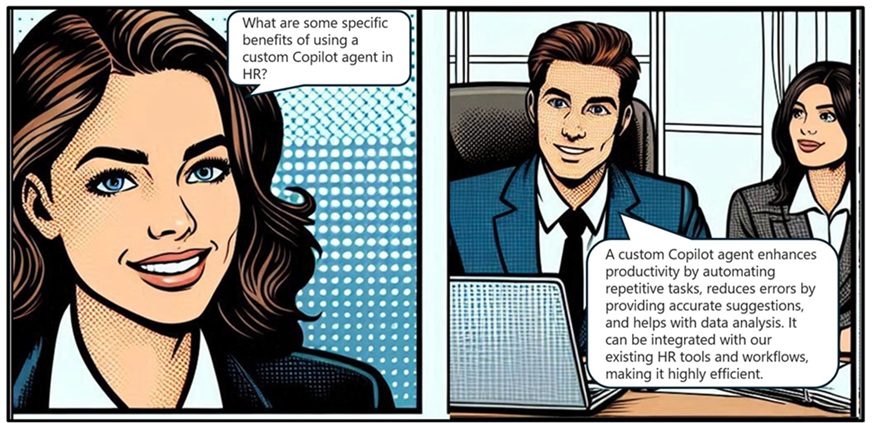 What are some specific
benefits of using a
custom Copilot agent in
HR?
A custom Copilot agent enhances
productivity by automating
repetitive tasks, reduces errors by
providing accurate suggestions,
and helps with data analysis. It
can be integrated with our
existing HR tools and workflows,
making it highly efficient.